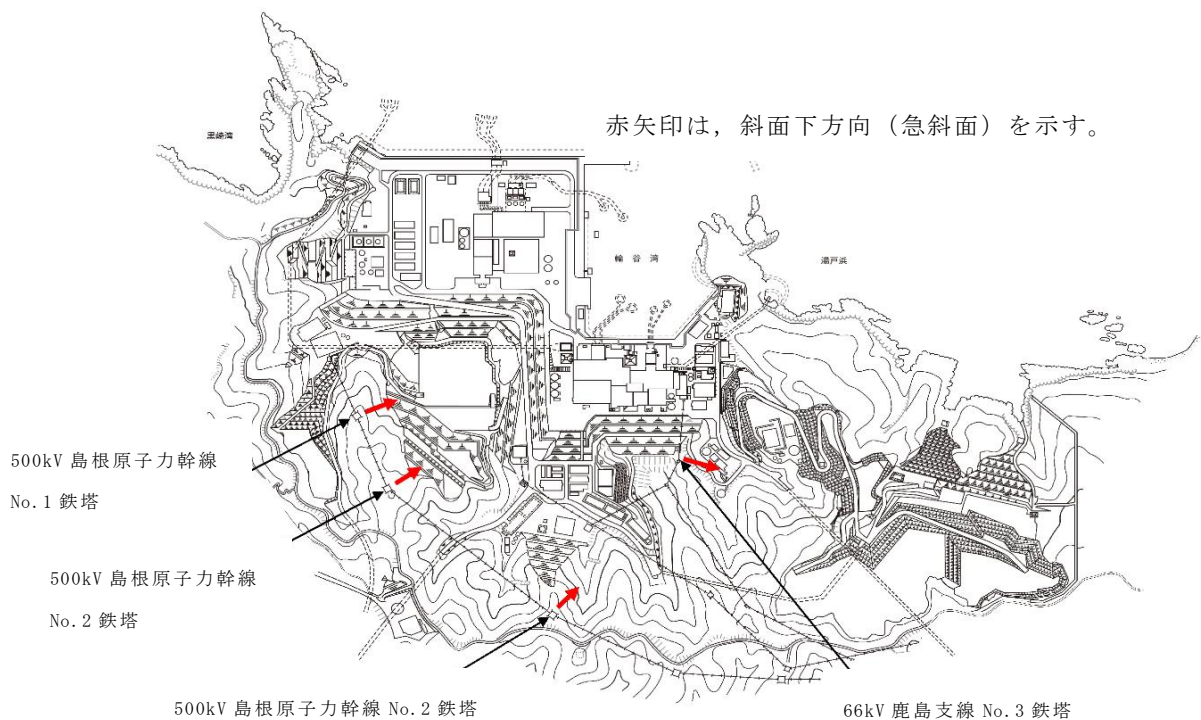 赤矢印は，斜面下方向（急斜面）を示す。
輪谷湾
湯戸浜
500kV 島根原子力幹線
No.1 鉄塔
500kV 島根原子力幹線
No.2 鉄塔
500kV 島根原子力幹線 No.2 鉄塔
66kV 鹿島支線 No.3 鉄塔